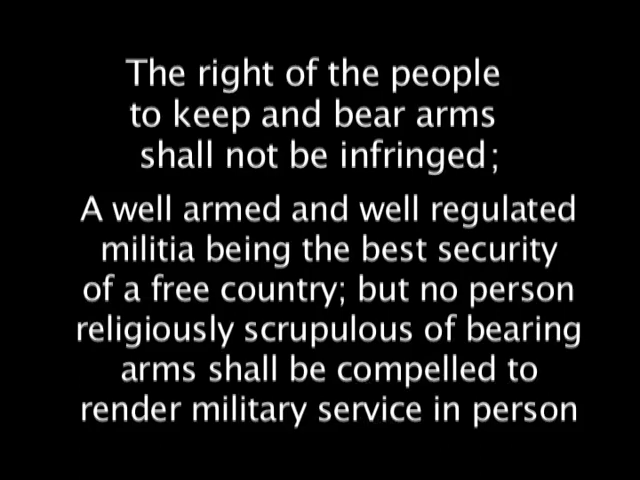 The right of the people
to keep and bear arms
shall not be infringed;
A well armed and well regulated
militia being the best security
of a free country; but no person
religiously scrupulous of bearing
arms shall be compelled to
render military service in person